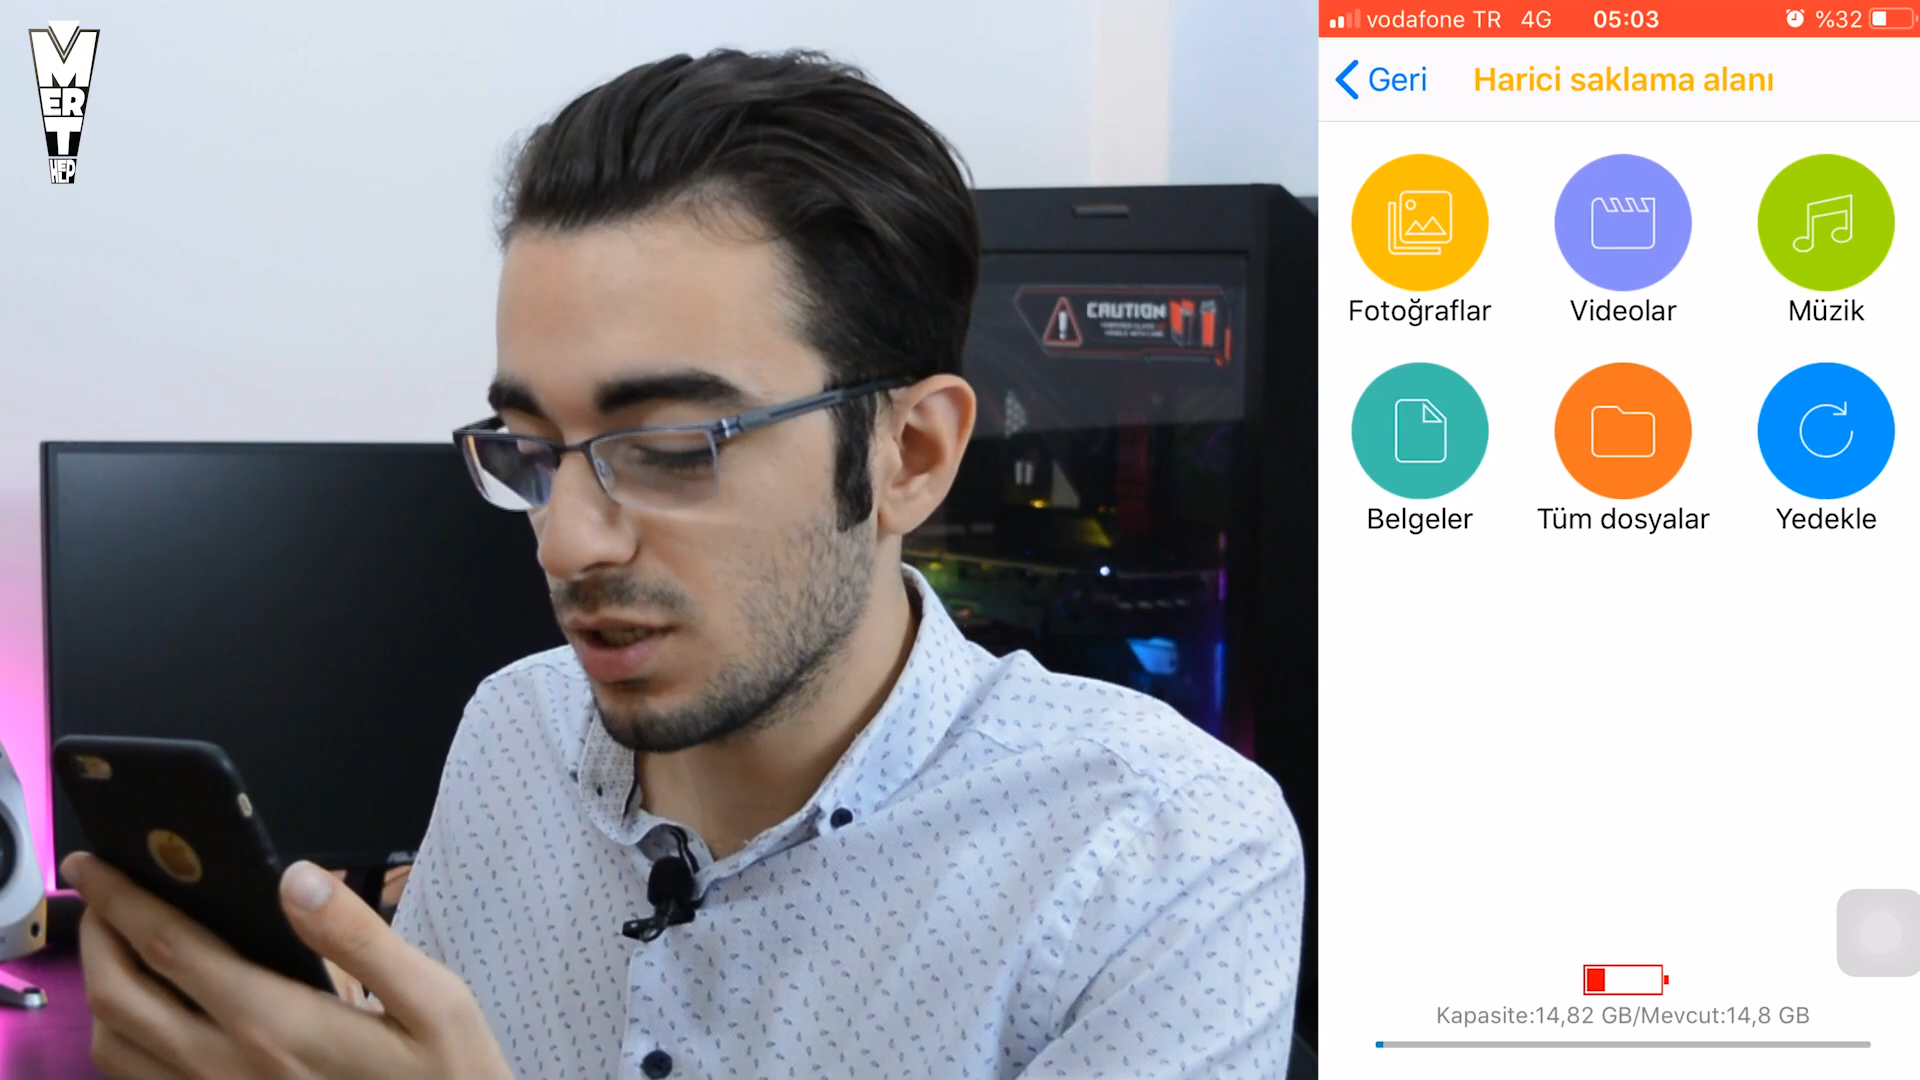 MERT
HELP
CAUTION
vodafone TR 4G 05:03 %32
Geri Harici saklama alanı
Fotoğraflar Videolar Müzik
Belgeler Tüm dosyalar Yedekle
Kapasite:14,82 GB/Mevcut:14,8 GB